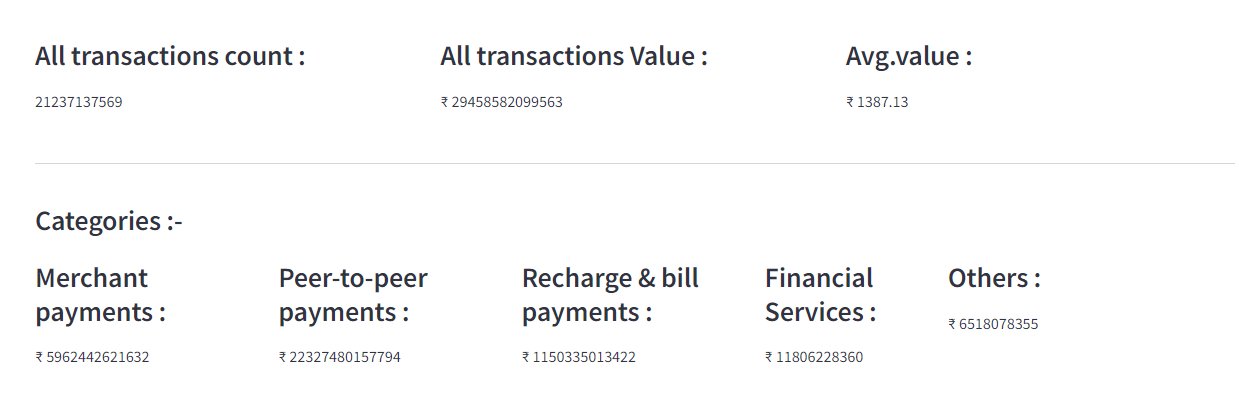 All transactions count :
All transactions Value :
Avg.value :
21237137569
₹ 29458582099563
₹ 1387.13
Categories :-
Merchant
payments :
₹ 5962442621632
Peer-to-peer
payments :
₹ 22327480157794
Recharge & bill
payments :
₹ 1150335013422
Financial
Services :
₹ 11806228360
Others :
₹ 6518078355